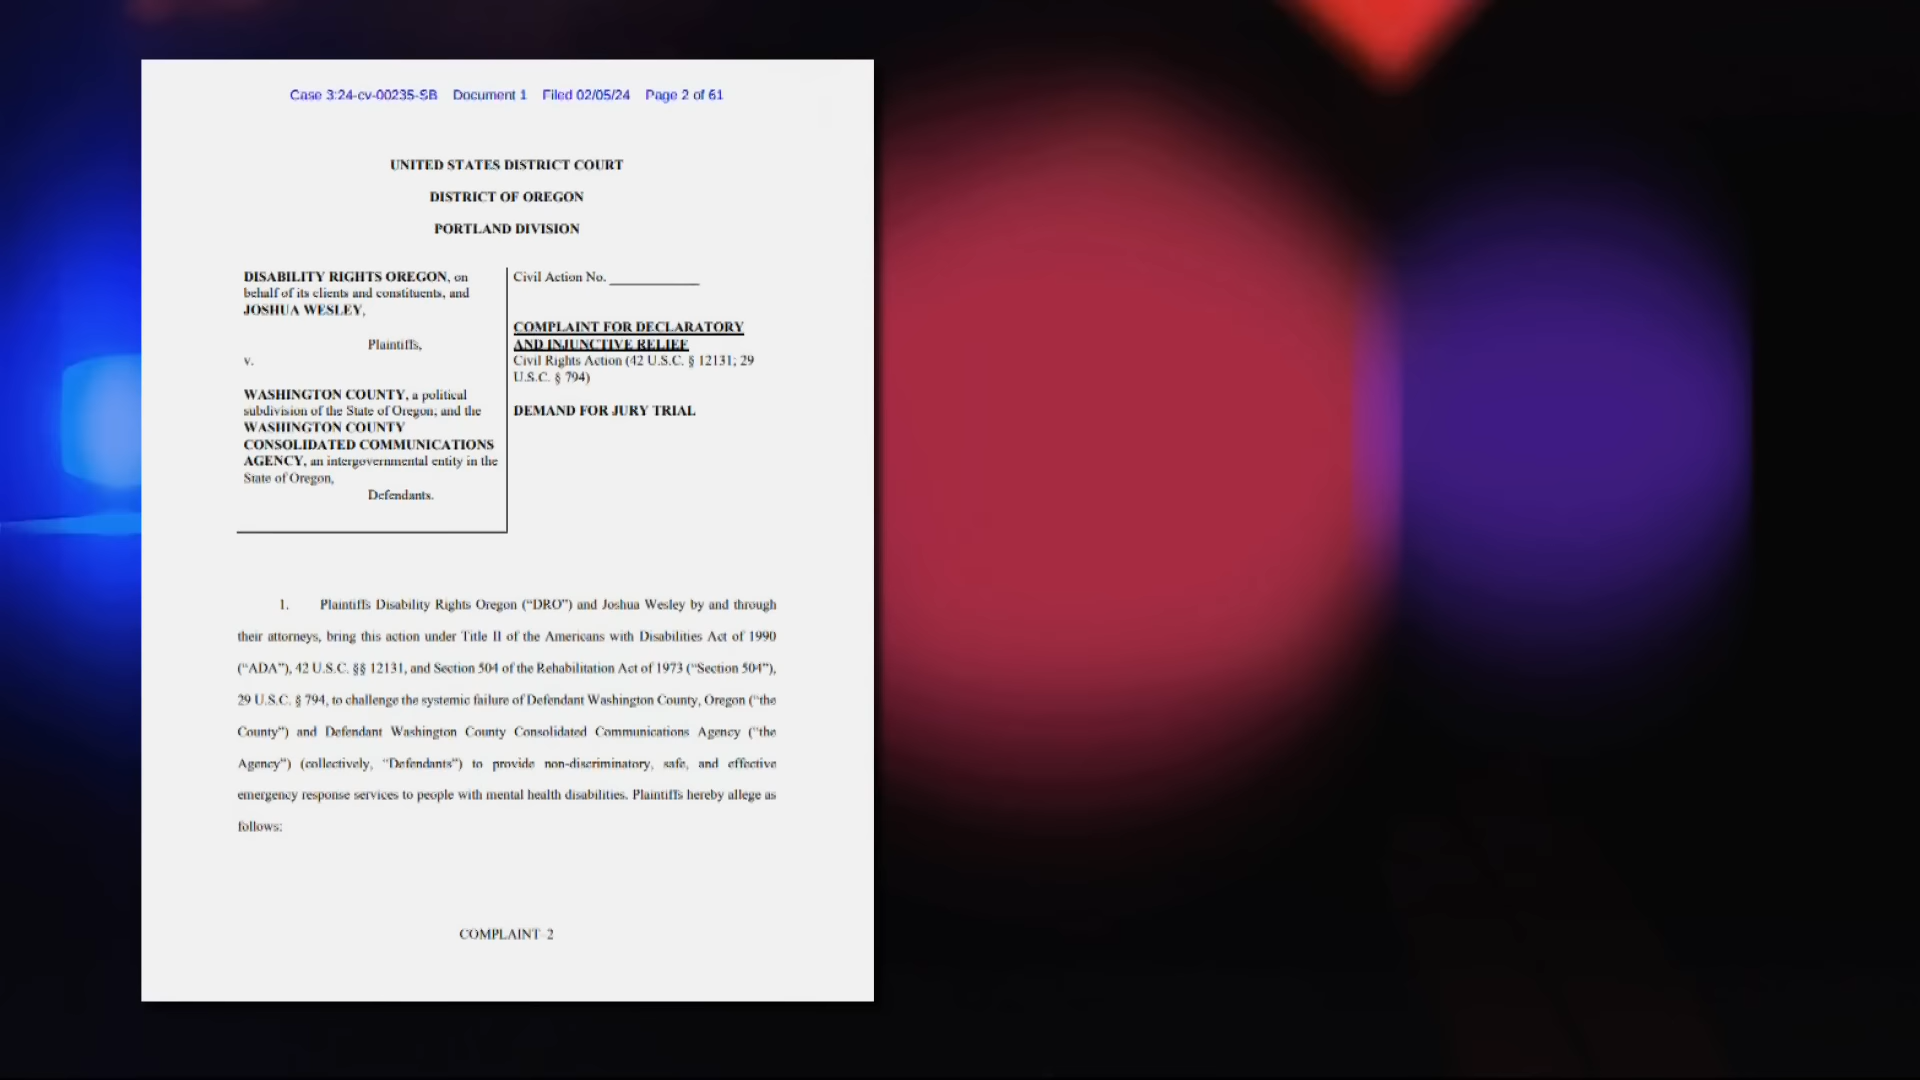 Case 3:24-cv-00235-SB Document 1 Filed 02/05/24 Page 2 of 61
UNITED STATES DISTRICT COURT
DISTRICT OF OREGON
PORTLAND DIVISION
DISABILITY RIGHTS OREGON, on
behalf of its clients and constituents, and
JOSHUA WESLEY,
Plaintiffs,
v.
WASHINGTON COUNTY, a political
subdivision of the State of Oregon; and the
WASHINGTON COUNTY
CONSOLIDATED COMMUNICATIONS
AGENCY, an intergovernmental entity in the
State of Oregon,
Defendants.
Civil Action No. ____________
COMPLAINT FOR DECLARATORY
AND INJUNCTIVE RELIEF
Civil Rights Action (42 U.S.C. § 12131; 29
U.S.C. § 794)
DEMAND FOR JURY TRIAL
1. Plaintiffs Disability Rights Oregon (“DRO”) and Joshua Wesley by and through
their attorneys, bring this action under Title II of the Americans with Disabilities Act of 1990
(“ADA”), 42 U.S.C. §§ 12131, and Section 504 of the Rehabilitation Act of 1973 (“Section 504”),
29 U.S.C. § 794, to challenge the systemic failure of Defendant Washington County, Oregon (“the
County”) and Defendant Washington County Consolidated Communications Agency (“the
Agency”) (collectively, “Defendants”) to provide non-discriminatory, safe, and effective
emergency response services to people with mental health disabilities. Plaintiffs hereby allege as
follows:
COMPLAINT 2